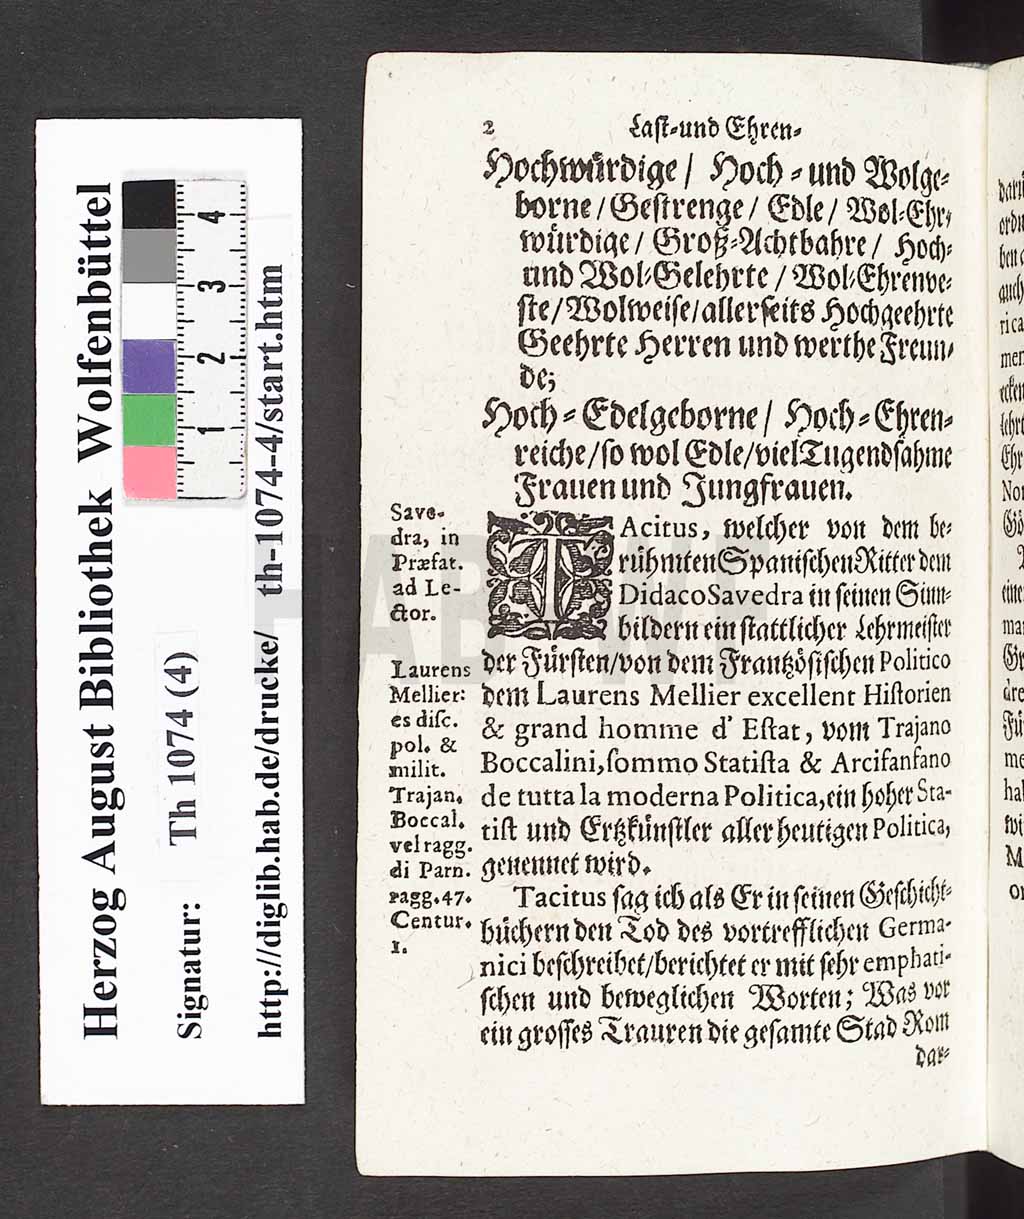 2 Last-und Ehren-
Hochwürdige / Hoch-und Wolge-
borne / Gestrenge / Edle / Wol-Ehr-
würdige / Groß-Achtbahre / Hoch-
und Wol-Gelehrte / Wol-Ehrenve-
ste / Wolweise / allerseits Hochgeehrte
Geehrte Herren und werthe Freun-
de;
Hoch-Edelgeborne / Hoch-Ehren-
reiche / so wol Edle / viel Tugendsahme
Frauen und Jungfrauen.
TAcitus, welcher von dem be-
rühmten Spanischen Ritter dem
Didaco Savedra in seinen Sinn-
bildern ein stattlicher Lehrmeister
der Fürsten / von dem Frantzösischen Politico
dem Laurens Mellier excellent Historien
& grand homme d' Estat, vom Trajano
Boccalini, sommo Statista & Arcifanfano
de tutta la moderna Politica, ein hoher Sta-
tist und Ertzkünstler aller heutigen Politica,
genennet wird.
Tacitus sag ich als Er in seinen Geschicht-
büchern den Tod des vortrefflichen Germa-
nici beschreibet / berichtet er mit sehr emphati-
schen und beweglichen Worten; Was vor
ein grosses Trauren die gesamte Stad Rom
dar-
Save-
dra, in
Præfat.
ad Le-
ctor.
Laurens
Mellier:
es disc.
pol. &
milit.
Trajan.
Boccal.
vel ragg.
di Parn.
ragg. 47.
Centur.
1.
Herzog August Bibliothek Wolfenbüttel
Signatur: Th 1074 (4)
http://diglib.hab.de/drucke/ th-1074-4/start.htm
1 2 3 4